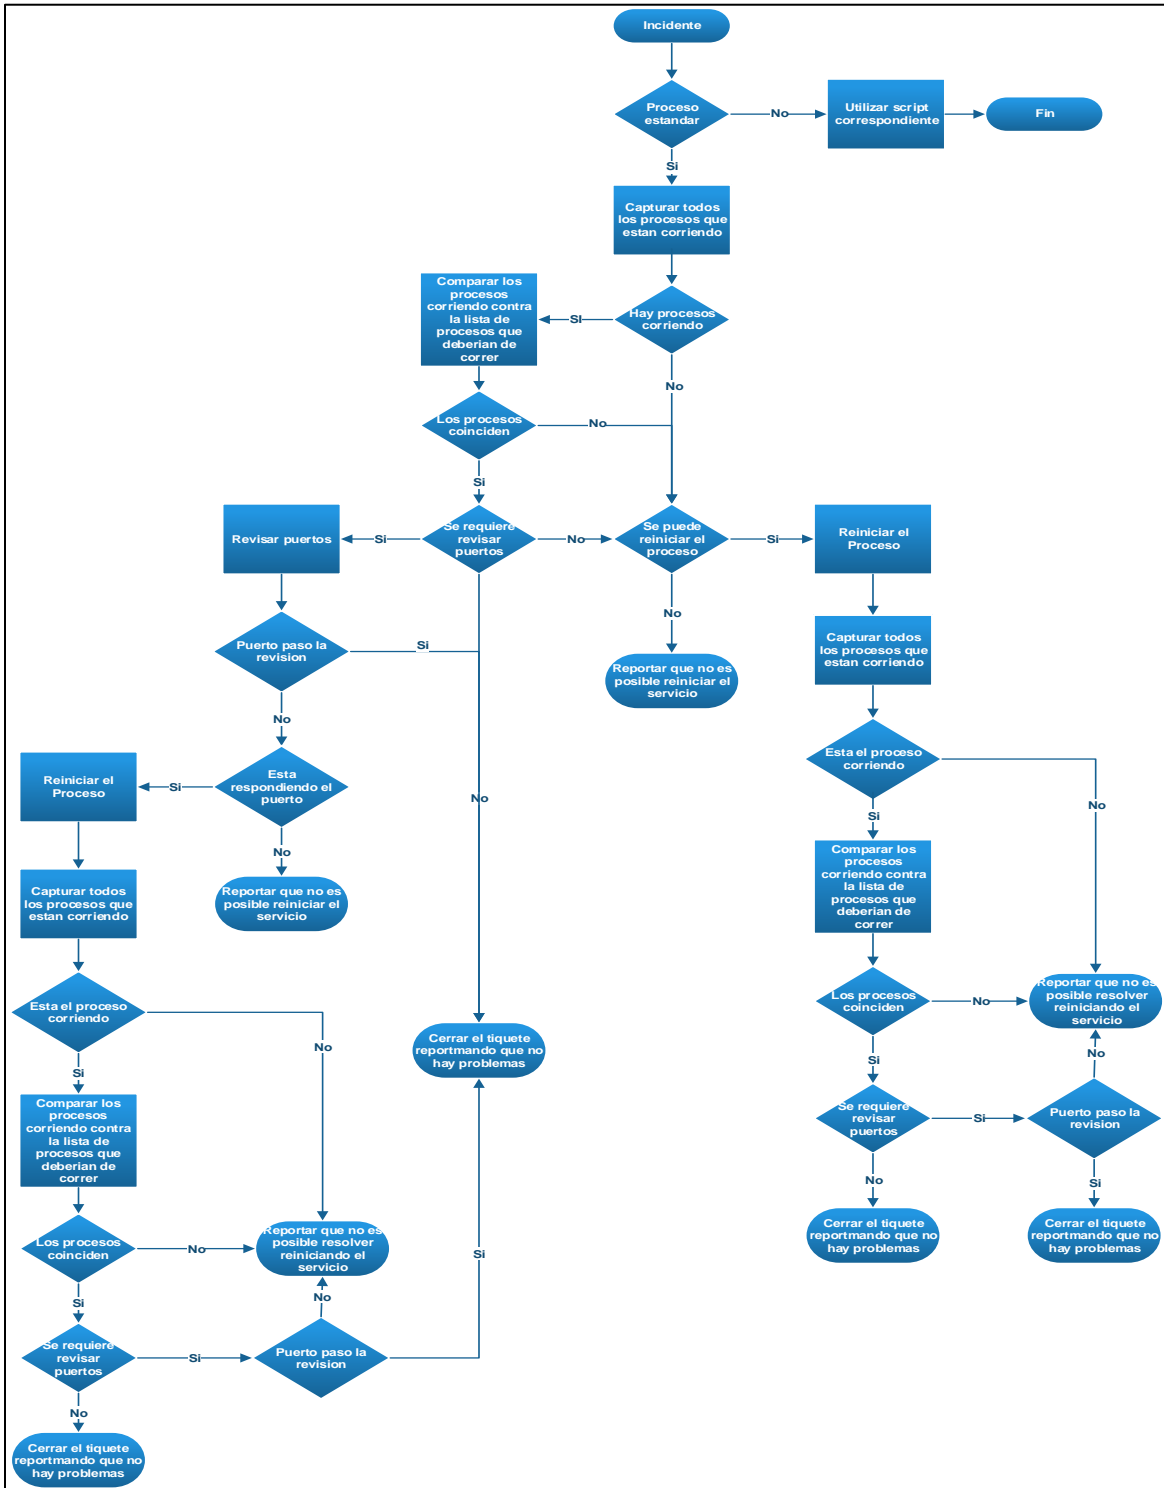 Incidente
Proceso
estandar
No
Utilizar script
correspondiente
Fin
Si
Capturar todos
los procesos que
estan corriendo
Comparar los
procesos
corriendo contra
la lista de
procesos que
deberian de
correr
SI
Hay procesos
corriendo
No
Los procesos
coinciden
No
Si
Revisar puertos
Si
Se requiere
revisar
puertos
No
Se puede
reiniciar el
proceso
Si
Reiniciar el
Proceso
No
Puerto paso la
revision
Si
Reportar que no es
posible reiniciar el
servicio
Capturar todos
los procesos que
estan corriendo
No
Esta el proceso
corriendo
Reiniciar el
Proceso
Si
Esta
respondiendo el
puerto
No
No
Si
No
Comparar los
procesos
corriendo contra
la lista de
procesos que
deberian de
correr
Capturar todos
los procesos que
estan corriendo
Reportar que no es
posible reiniciar el
servicio
Esta el proceso
corriendo
Los procesos
coinciden
No
Reportar que no es
posible resolver
reiniciando el
servicio
No
Cerrar el tiquete
reportmando que no
hay problemas
Si
No
Si
Comparar los
procesos
corriendo contra
la lista de
procesos que
deberian de
correr
Se requiere
revisar
puertos
Si
Puerto paso la
revision
No
Si
Los procesos
coinciden
No
Reportar que no es
posible resolver
reiniciando el
servicio
Si
Cerrar el tiquete
reportmando que no
hay problemas
Cerrar el tiquete
reportmando que no
hay problemas
Si
No
Se requiere
revisar
puertos
Si
Puerto paso la
revision
No
Cerrar el tiquete
reportmando que no
hay problemas